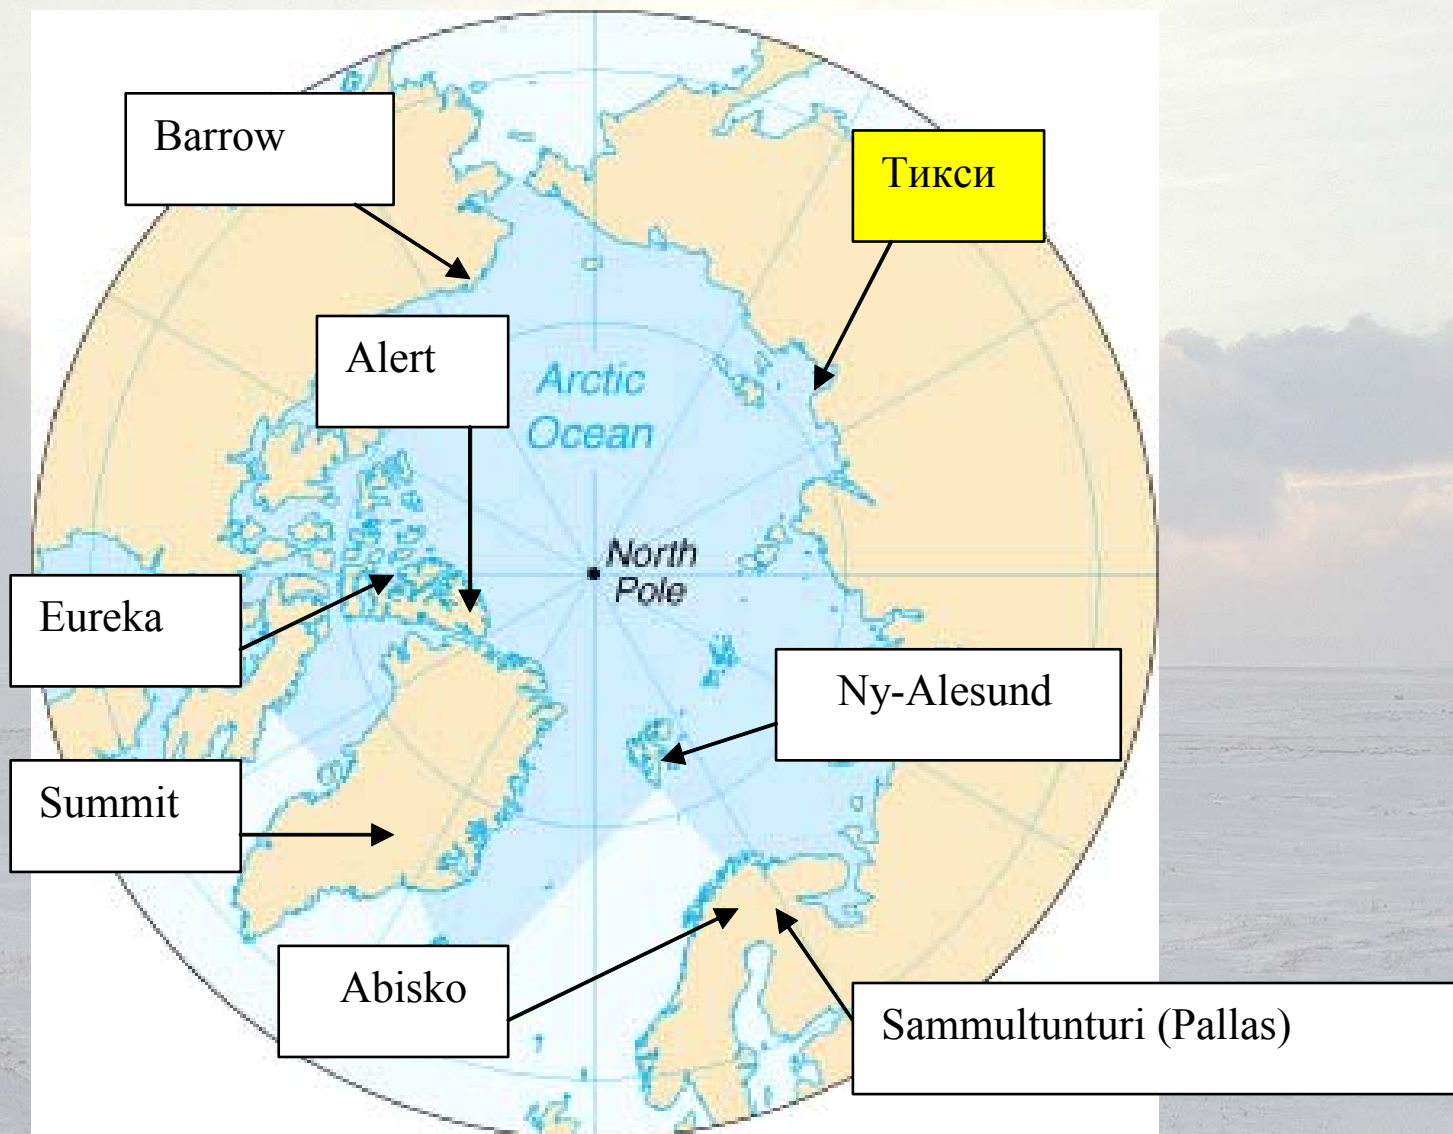 Barrow
Тикси
Alert
Arctic
Ocean
North
Pole
Eureka
Ny-Alesund
Summit
Abisko
Sammultunturi (Pallas)